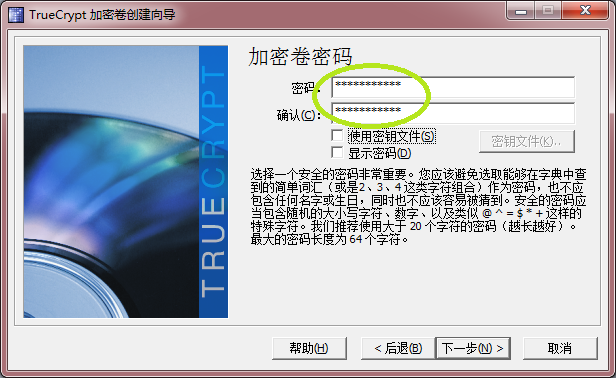 TrueCrypt 加密卷创建向导
TRUECRYPT
加密卷密码
密码: ***********
确认(C): ***********
使用密钥文件(S)
密钥文件(K)..
显示密码(D)
选择一个安全的密码非常重要。您应该避免选取能够在字典中查
到的简单词汇（或是2、3、4 这类字符组合）作为密码，也不应
包含任何名字或生日，同时也不应该容易被猜到。安全的密码应
当包含随机的大小写字符、数字、以及类似 @ ^ = $ * + 这样的
特殊字符。我们推荐使用大于 20 个字符的密码（越长越好）。
最大的密码长度为 64 个字符。
帮助(H)
< 后退(B)
下一步(N) >
取消